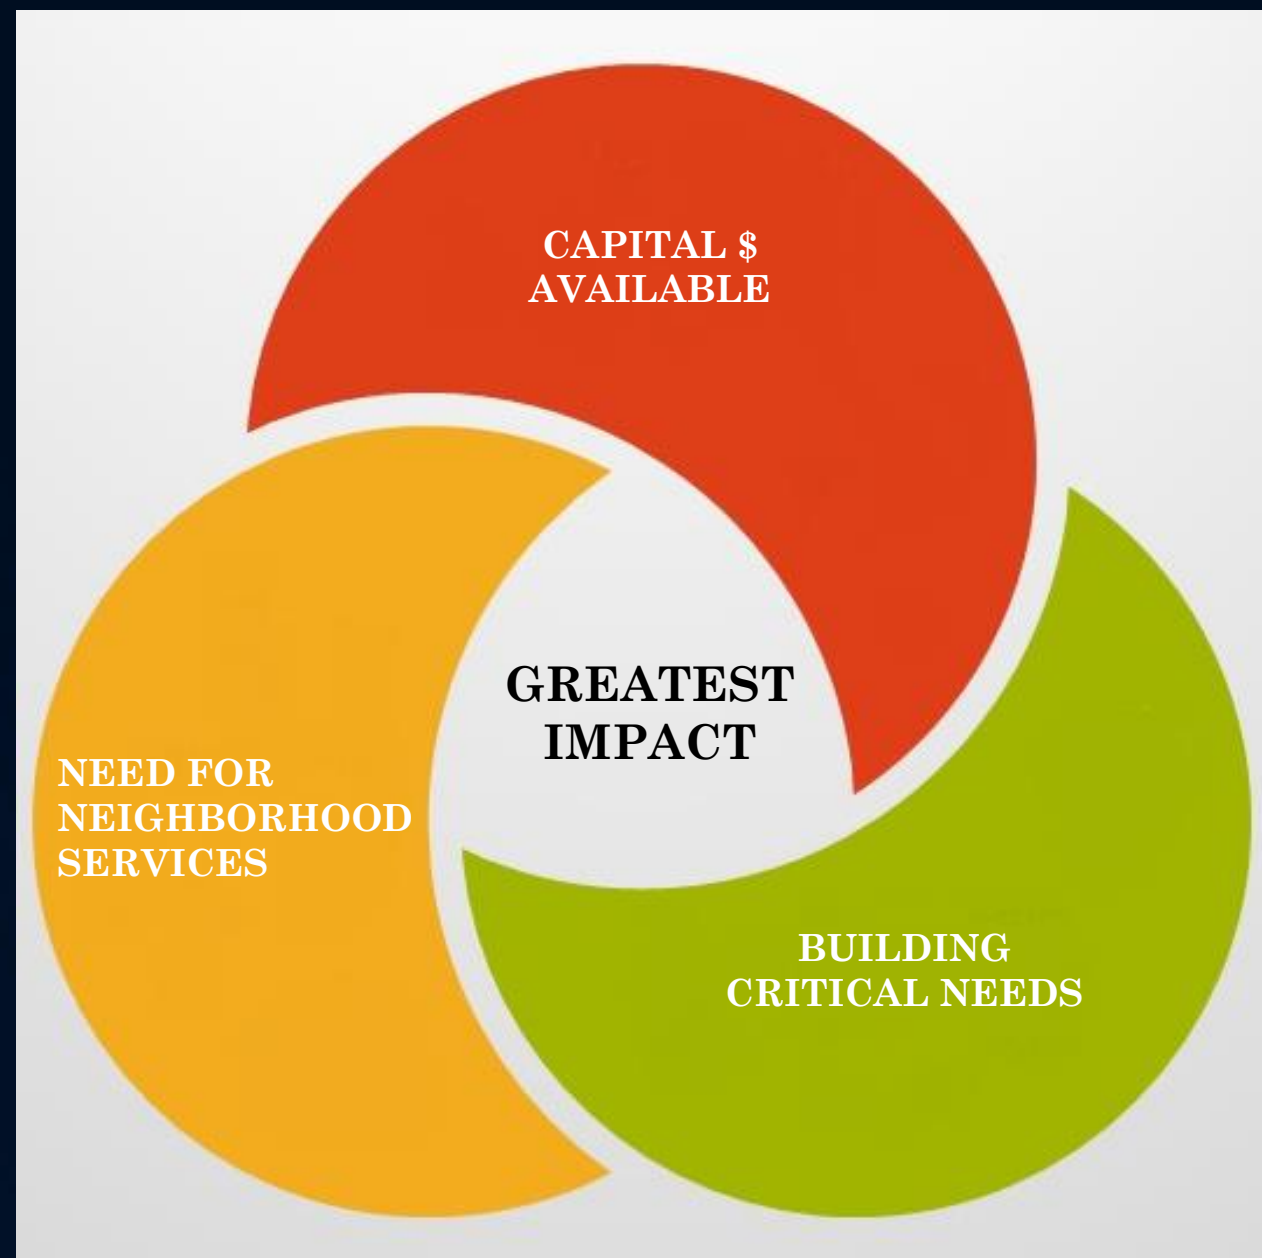 CAPITAL $
AVAILABLE
GREATEST
IMPACT
NEED FOR
NEIGHBORHOOD
SERVICES
BUILDING
CRITICAL NEEDS